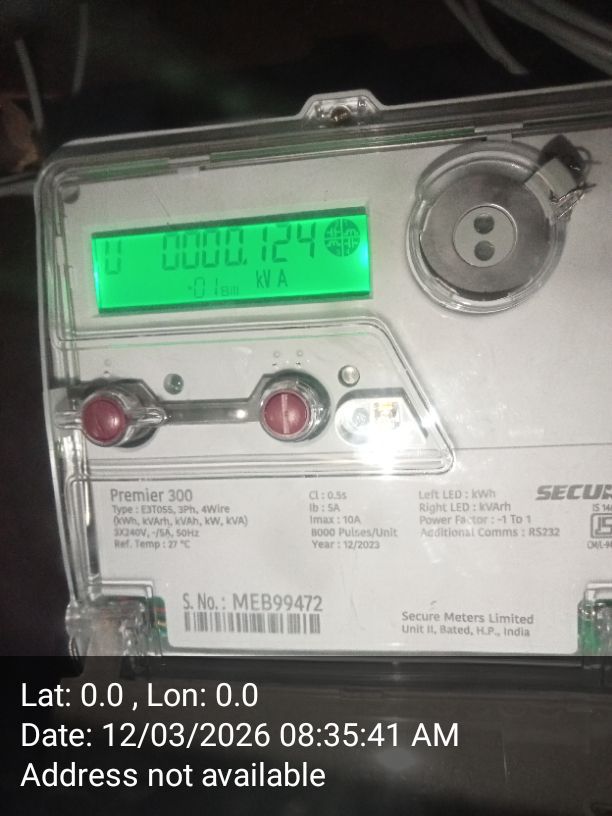 U 0000.124
-01Bill kVA
Premier 300
Type : E3T055, 3Ph, 4Wire
(kWh, kVArh, kVAh, kW, kVA)
3X240V, -/5A, 50Hz
Ref. Temp : 27 °C
Cl : 0.5s
Ib : 5A
Imax : 10A
8000 Pulses/Unit
Year : 12/2023
Left LED : kWh
Right LED : kVArh
Power Factor : -1 To 1
Additional Comms : RS232
S. No. : MEB99472
Secure Meters Limited
Unit II, Bated, H.P., India
Lat: 0.0 , Lon: 0.0
Date: 12/03/2026 08:35:41 AM
Address not available